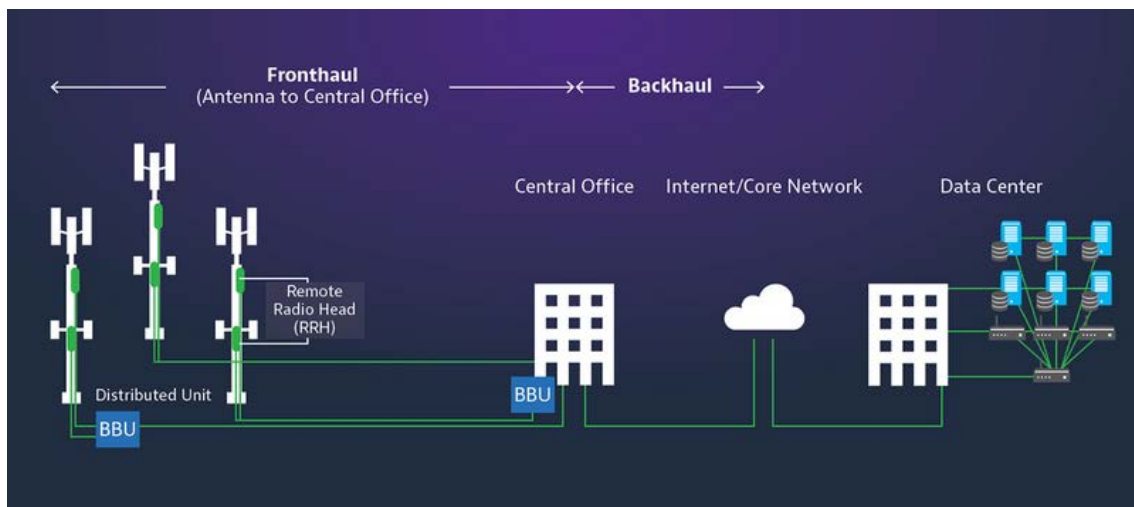 Fronthaul
(Antenna to Central Office)
Backhaul
Central Office
Internet/Core Network
Data Center
Remote
Radio Head
(RRH)
Distributed Unit
BBU
BBU